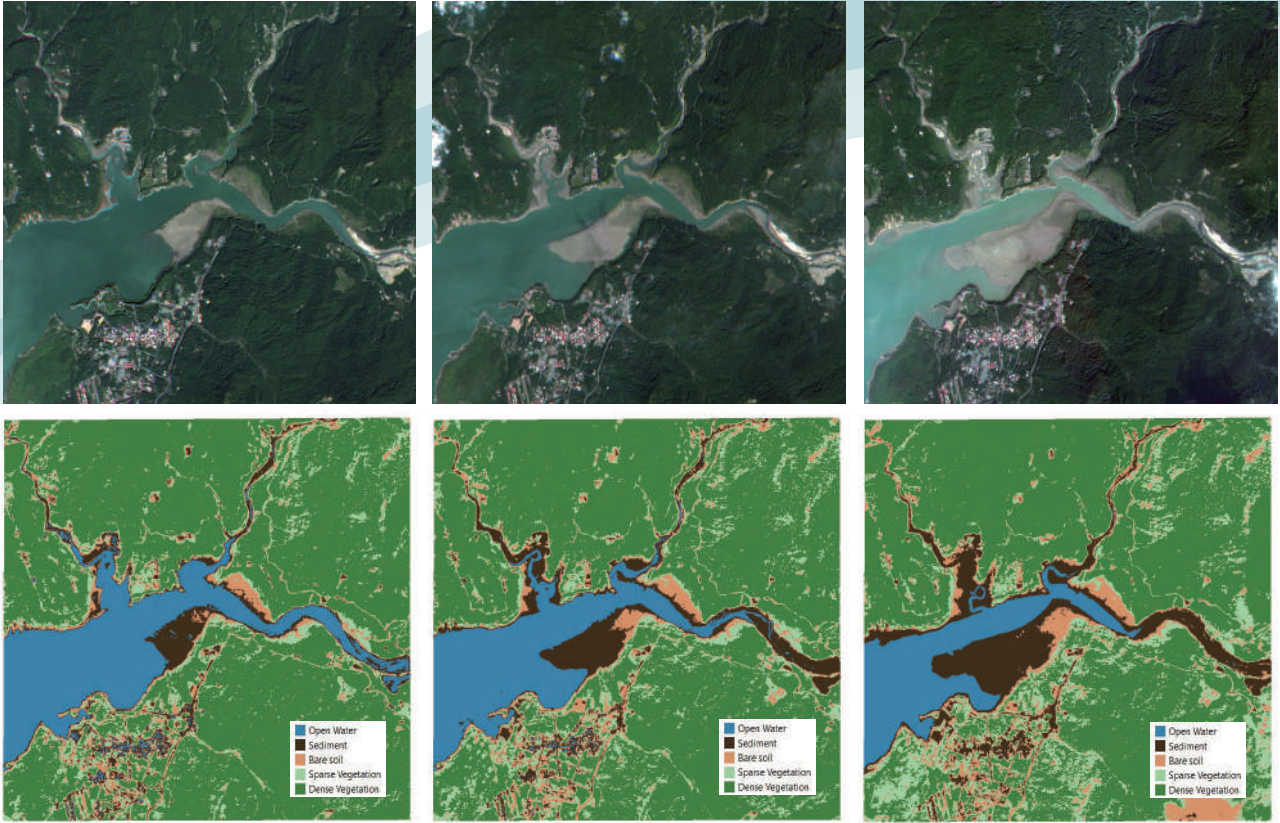 Open Water
Sediment
Bare soil
Sparse Vegetation
Dense Vegetation
Open Water
Sediment
Bare soil
Sparse Vegetation
Dense Vegetation
Open Water
Sediment
Bare soil
Sparse Vegetation
Dense Vegetation